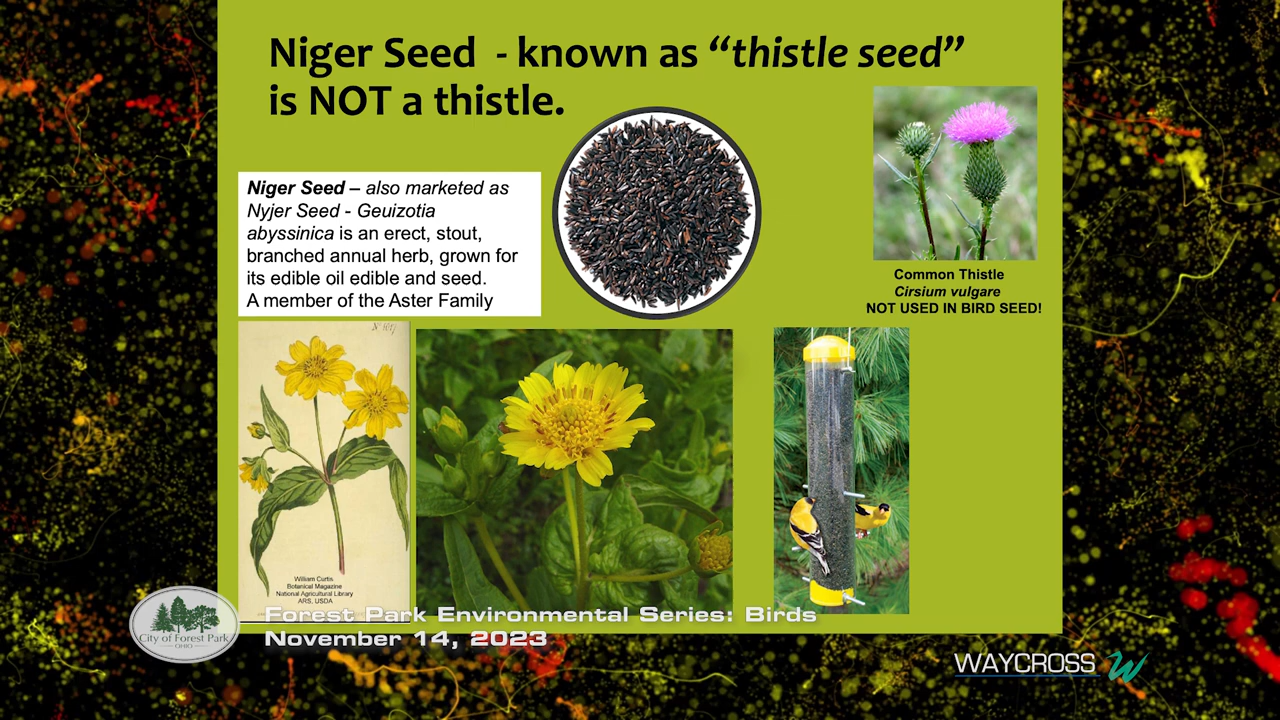 Niger Seed - known as “thistle seed”
is NOT a thistle.
Niger Seed – also marketed as
Nyjer Seed - Geuizotia
abyssinica is an erect, stout,
branched annual herb, grown for
its edible oil edible and seed.
A member of the Aster Family
Common Thistle
Cirsium vulgare
NOT USED IN BIRD SEED!
William Curtis
Botanical Magazine
National Agricultural Library
ARS, USDA
City of Forest Park
OHIO
Forest Park Environmental Series: Birds
November 14, 2023
WAYCROSS W